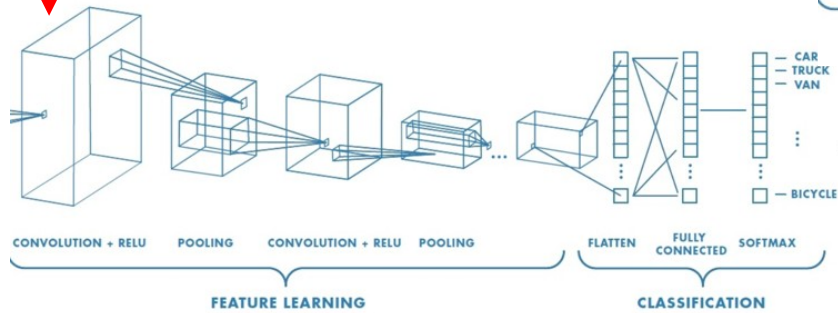 CAR
TRUCK
VAN
BICYCLE
CONVOLUTION + RELU POOLING CONVOLUTION + RELU POOLING FLATTEN FULLY CONNECTED SOFTMAX
FEATURE LEARNING CLASSIFICATION